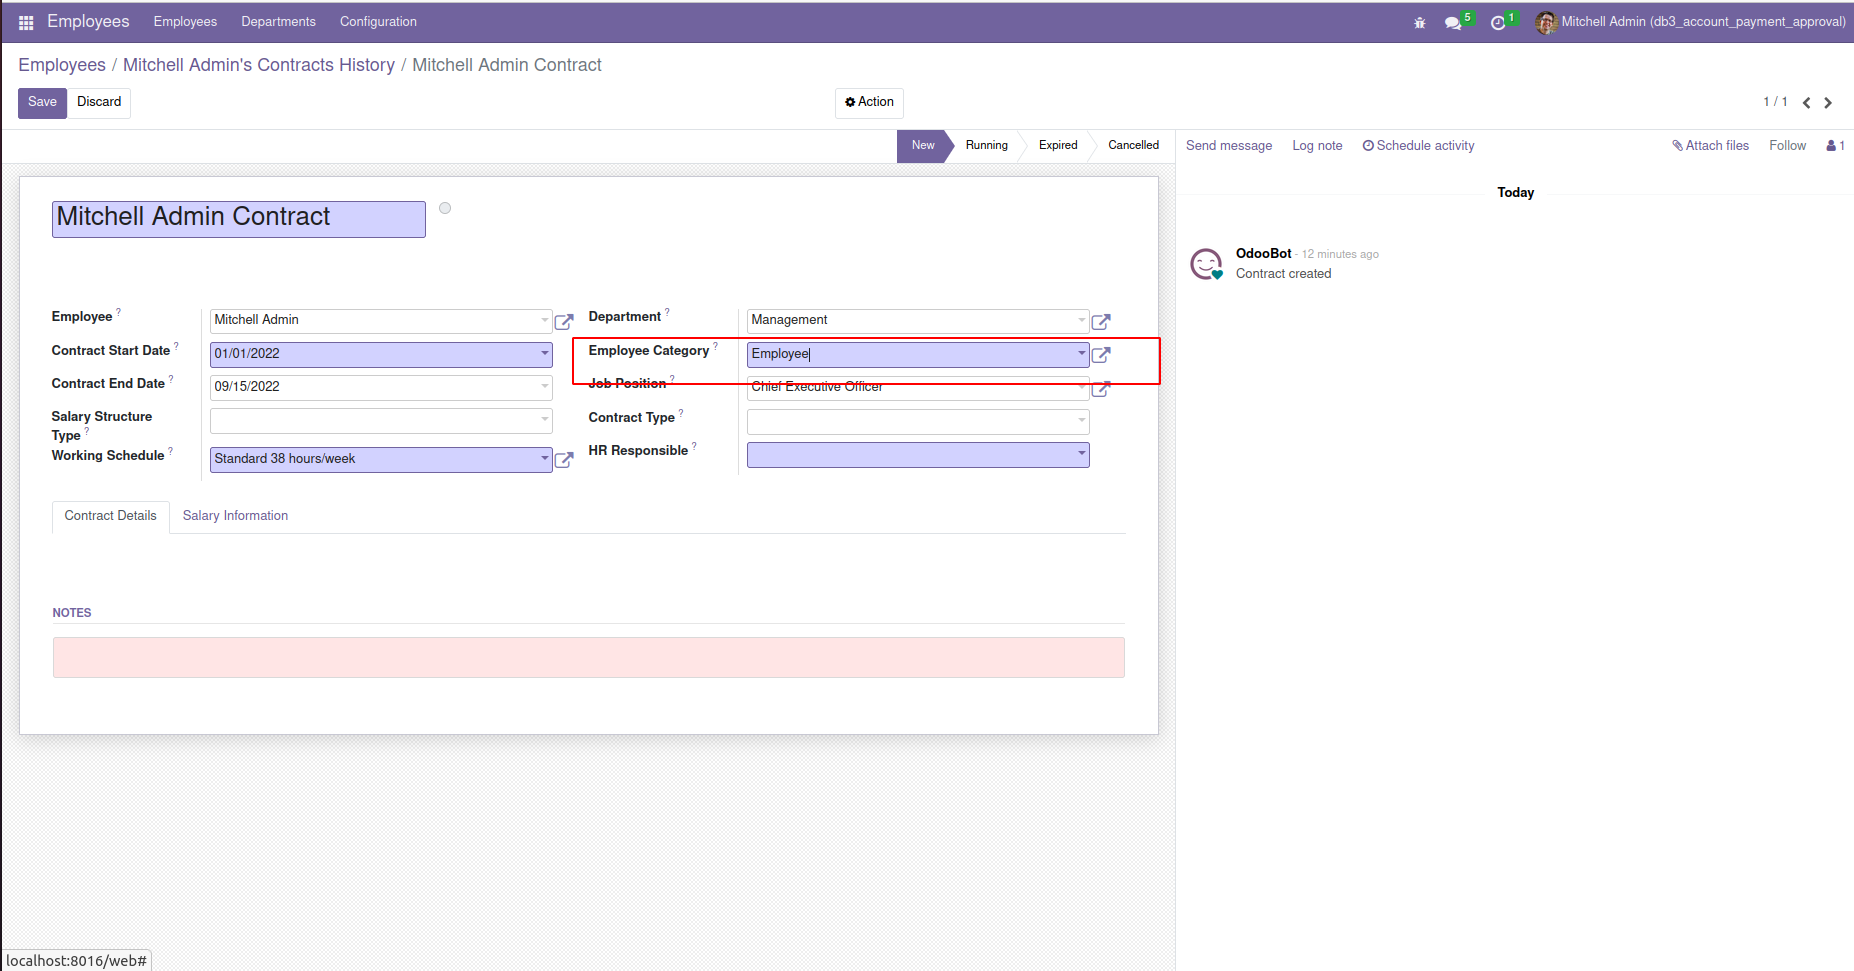 Employees Employees Departments Configuration 5 1 Mitchell Admin (db3_account_payment_approval)
Employees / Mitchell Admin's Contracts History / Mitchell Admin Contract
Save Discard Action 1 / 1
New Running Expired Cancelled Send message Log note Schedule activity Attach files Follow 1
Today
Mitchell Admin Contract
OdooBot - 12 minutes ago
Contract created
Employee ? Mitchell Admin Department ? Management
Contract Start Date ? 01/01/2022 Employee Category ? Employee
Contract End Date ? 09/15/2022 Job Position ? Chief Executive Officer
Salary Structure Type ? Contract Type ?
Working Schedule ? Standard 38 hours/week HR Responsible ?
Contract Details Salary Information
NOTES
localhost:8016/web#